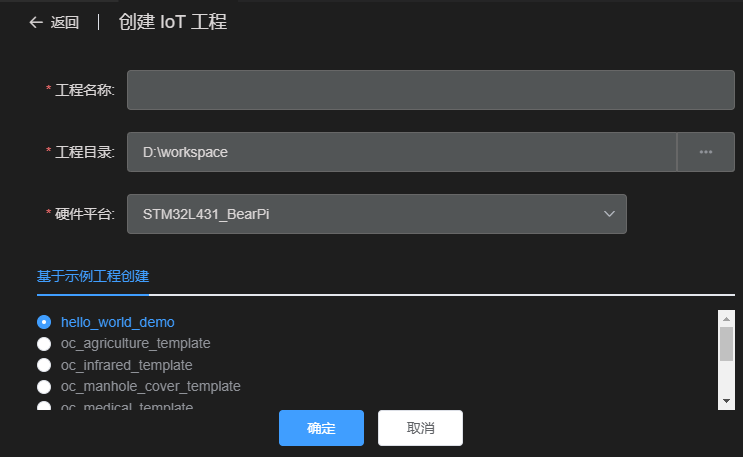 返回 | 创建 IoT 工程
* 工程名称:
* 工程目录: D:\workspace ...
* 硬件平台: STM32L431_BearPi
基于示例工程创建
hello_world_demo
oc_agriculture_template
oc_infrared_template
oc_manhole_cover_template
oc_medical_template
确定 取消